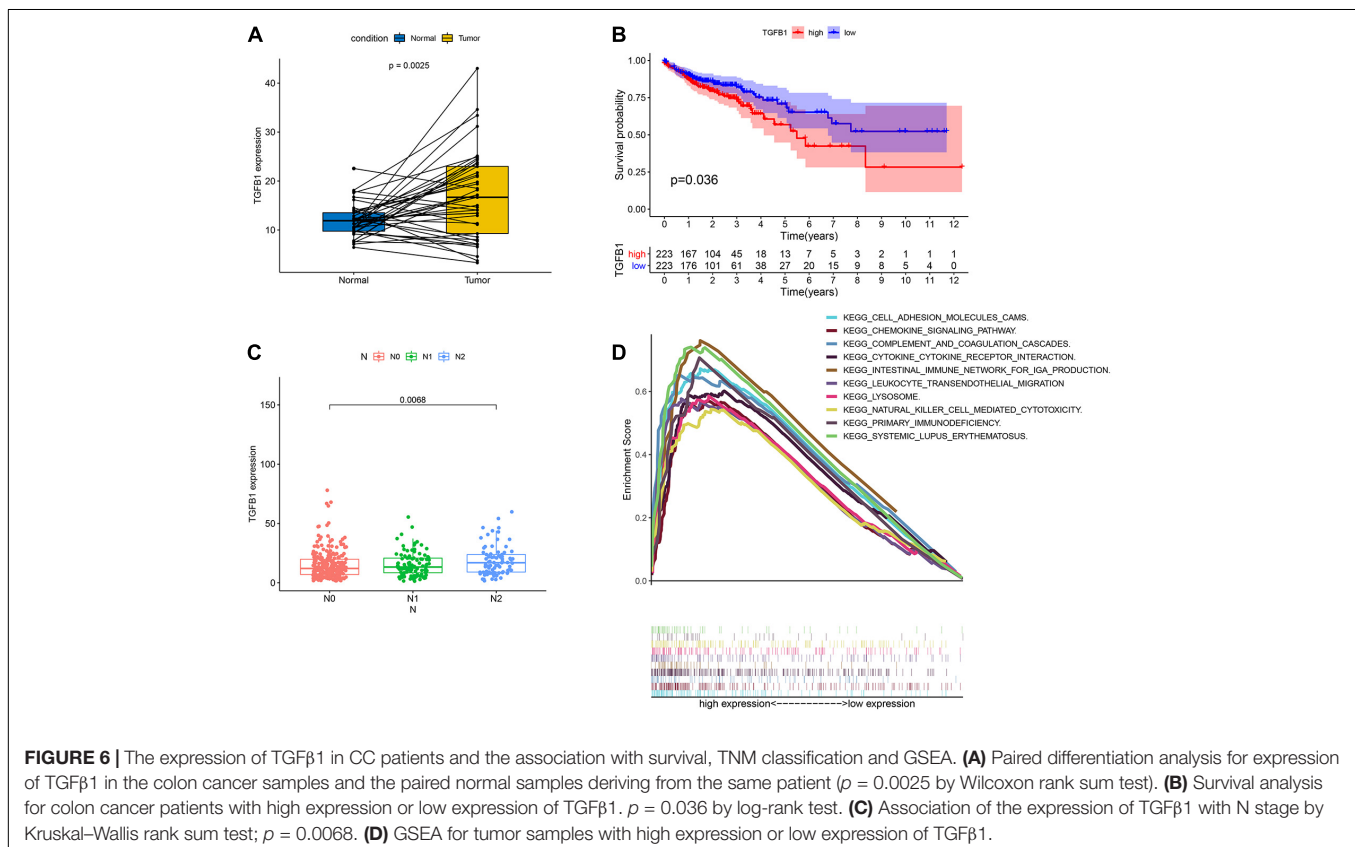 A
condition Normal Tumor
p = 0.0025
40
30
20
10
TGFB1 expression
Normal Tumor
B
TGFB1 high low
1.00
0.75
0.50
0.25
0.00
Survival probability
p=0.036
0 1 2 3 4 5 6 7 8 9 10 11 12
Time(years)
TGFB1
high 223 167 104 45 18 13 7 5 3 2 1 1 1
low 223 176 101 61 38 27 20 15 9 8 5 4 0
0 1 2 3 4 5 6 7 8 9 10 11 12
Time(years)
C
N N0 N1 N2
0.0068
150
100
50
0
TGFB1 expression
N0 N1 N2
N
D
KEGG_CELL_ADHESION_MOLECULES_CAMS.
KEGG_CHEMOKINE_SIGNALING_PATHWAY.
KEGG_COMPLEMENT_AND_COAGULATION_CASCADES.
KEGG_CYTOKINE_CYTOKINE_RECEPTOR_INTERACTION.
KEGG_INTESTINAL_IMMUNE_NETWORK_FOR_IGA_PRODUCTION.
KEGG_LEUKOCYTE_TRANSENDOTHELIAL_MIGRATION
KEGG_LYSOSOME.
KEGG_NATURAL_KILLER_CELL_MEDIATED_CYTOTOXICITY.
KEGG_PRIMARY_IMMUNODEFICIENCY.
KEGG_SYSTEMIC_LUPUS_ERYTHEMATOSUS.
0.6
0.4
0.2
0.0
Enrichment Score
high expression<----------->low expression
FIGURE 6 | The expression of TGFβ1 in CC patients and the association with survival, TNM classification and GSEA. (A) Paired differentiation analysis for expression
of TGFβ1 in the colon cancer samples and the paired normal samples deriving from the same patient (p = 0.0025 by Wilcoxon rank sum test). (B) Survival analysis
for colon cancer patients with high expression or low expression of TGFβ1. p = 0.036 by log-rank test. (C) Association of the expression of TGFβ1 with N stage by
Kruskal–Wallis rank sum test; p = 0.0068. (D) GSEA for tumor samples with high expression or low expression of TGFβ1.